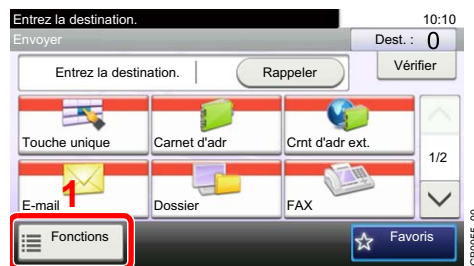 Entrez la destination.
10:10
Envoyer
Dest. : 0
Entrez la destination.
Rappeler
Vérifier
Touche unique
Carnet d'adr
Crnt d'adr ext.
1/2
E-mail
1
Dossier
FAX
Fonctions
Favoris